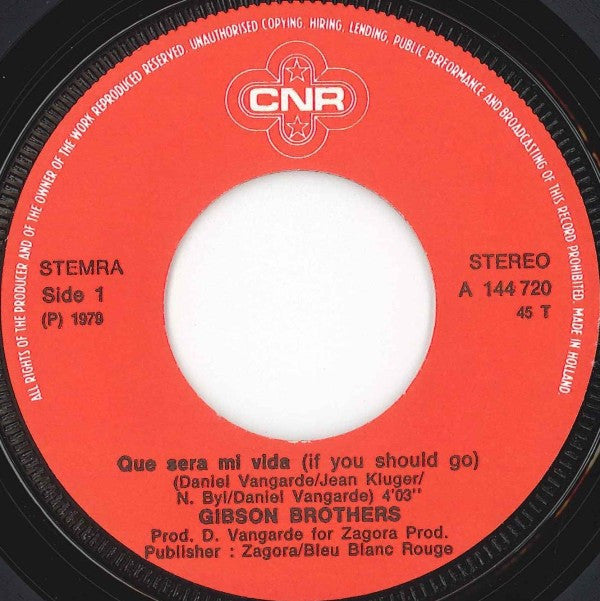 ALL RIGHTS OF THE PRODUCER AND OF THE OWNER OF THE WORK REPRODUCED RESERVED. UNAUTHORISED COPYING, HIRING, LENDING, PUBLIC PERFORMANCE AND BROADCASTING OF THIS RECORD PROHIBITED. MADE IN HOLLAND.
CNR
STEMRA
Side 1
(P) 1979
STEREO
A 144 720
45 T
Que sera mi vida (if you should go)
(Daniel Vangarde/Jean Kluger/
N. Byl/Daniel Vangarde) 4'03"
GIBSON BROTHERS
Prod. D. Vangarde for Zagora Prod.
Publisher : Zagora/Bleu Blanc Rouge